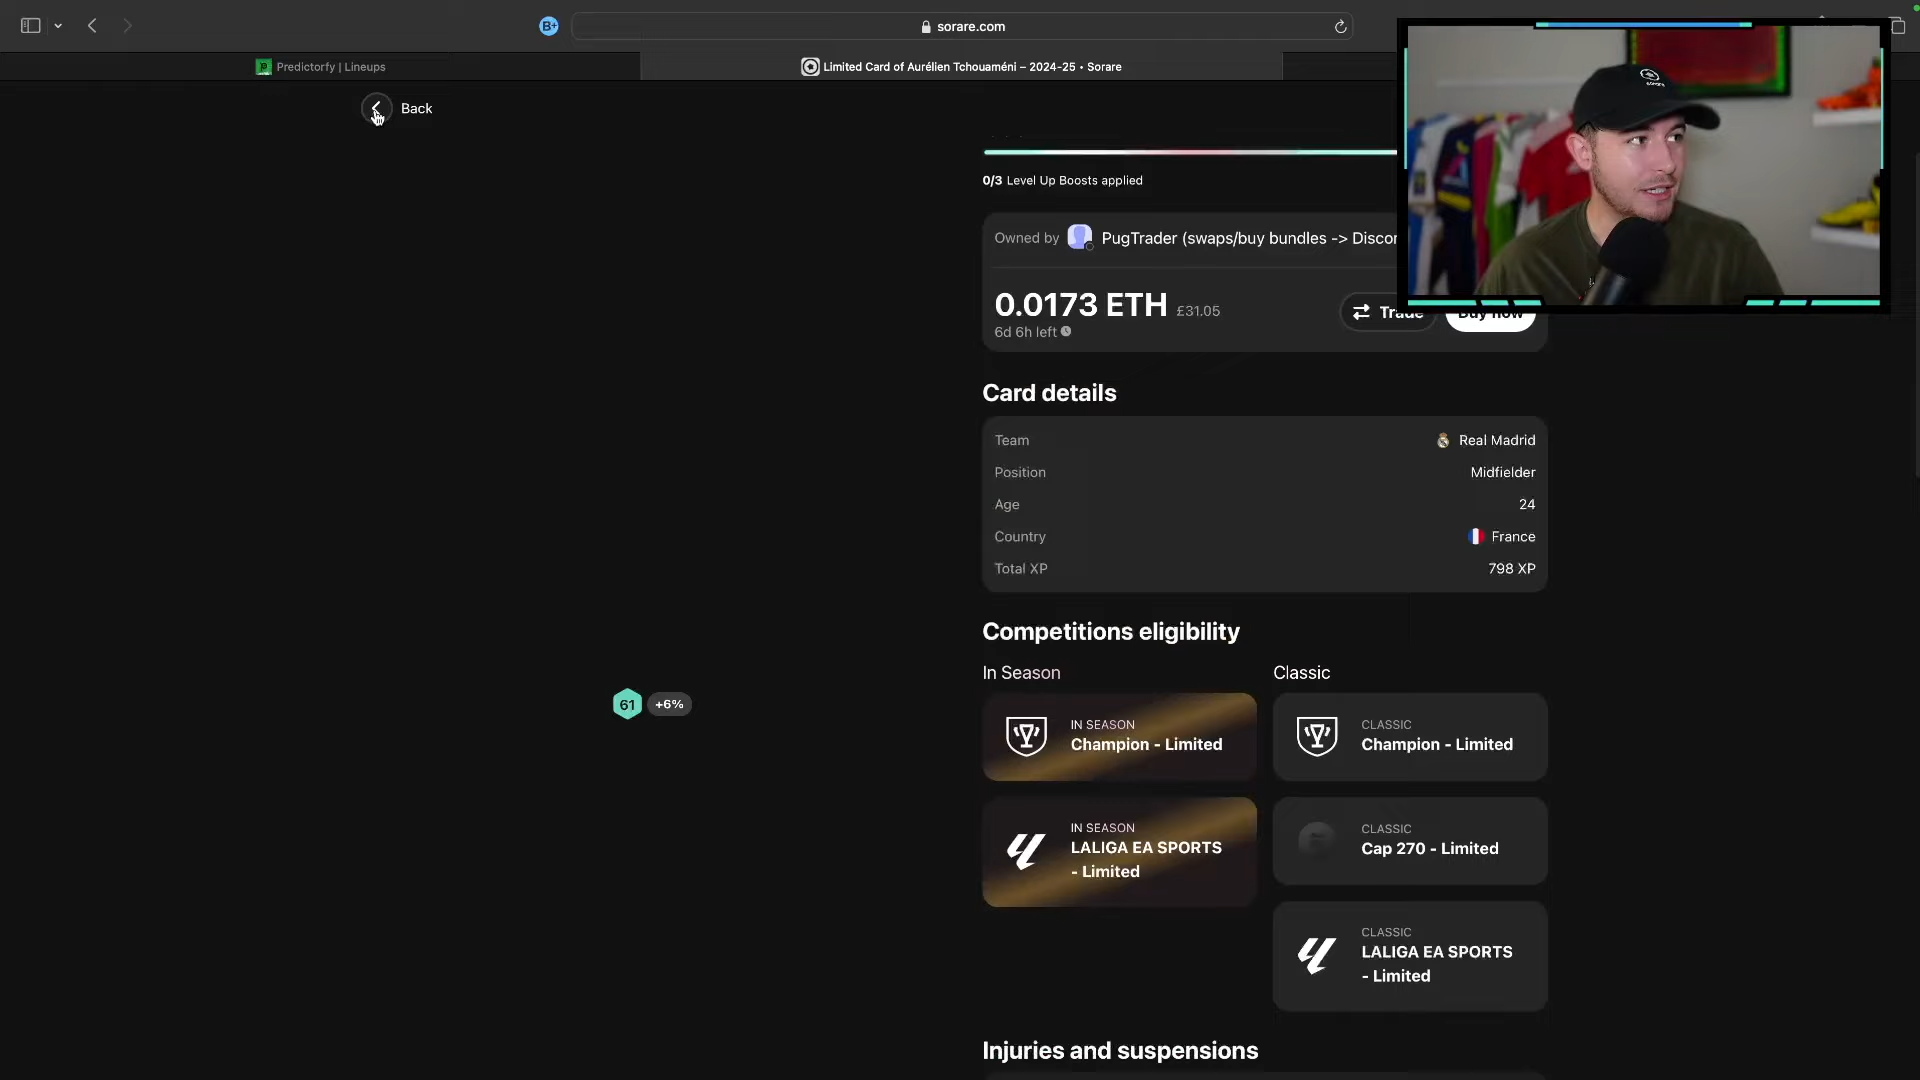 sorare.com
Predictorfy | Lineups
Limited Card of Aurélien Tchouaméni – 2024-25 • Sorare
Back
0/3 Level Up Boosts applied
Owned by PugTrader (swaps/buy bundles -> Discor
0.0173 ETH £31.05
6d 6h left
Trade
Buy now
Card details
Team Real Madrid
Position Midfielder
Age 24
Country France
Total XP 798 XP
Competitions eligibility
In Season
Classic
IN SEASON
Champion - Limited
CLASSIC
Champion - Limited
61 +6%
IN SEASON
LALIGA EA SPORTS
- Limited
CLASSIC
Cap 270 - Limited
CLASSIC
LALIGA EA SPORTS
- Limited
Injuries and suspensions